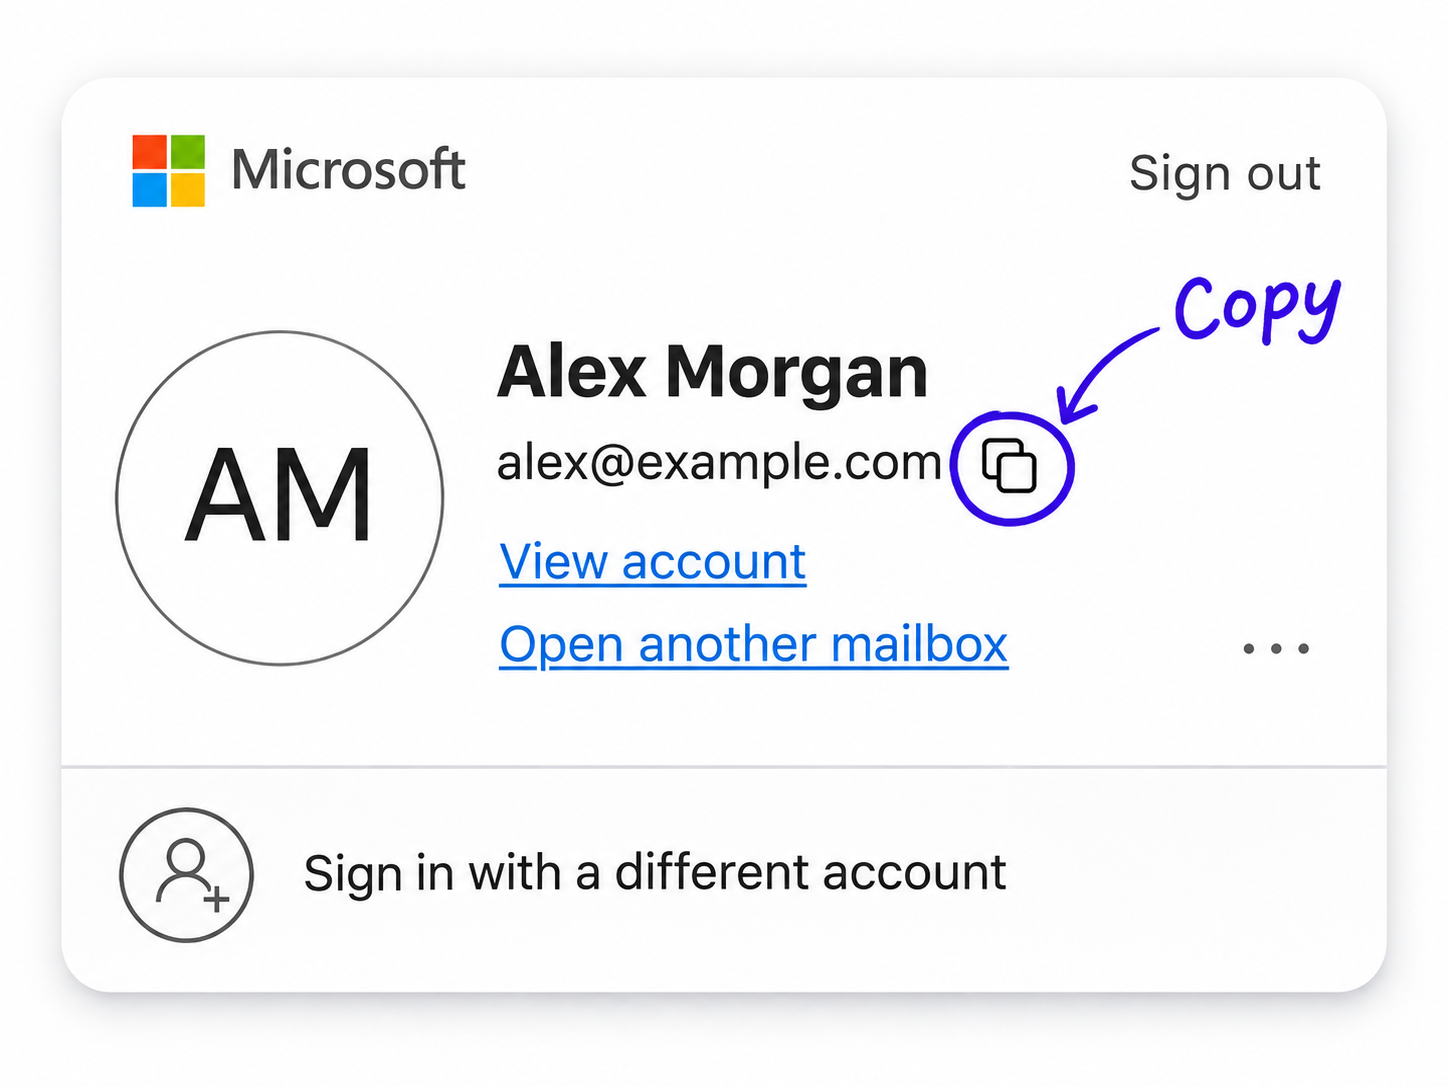 Microsoft
Sign out
Copy
AM
Alex Morgan
alex@example.com
View account
Open another mailbox
Sign in with a different account